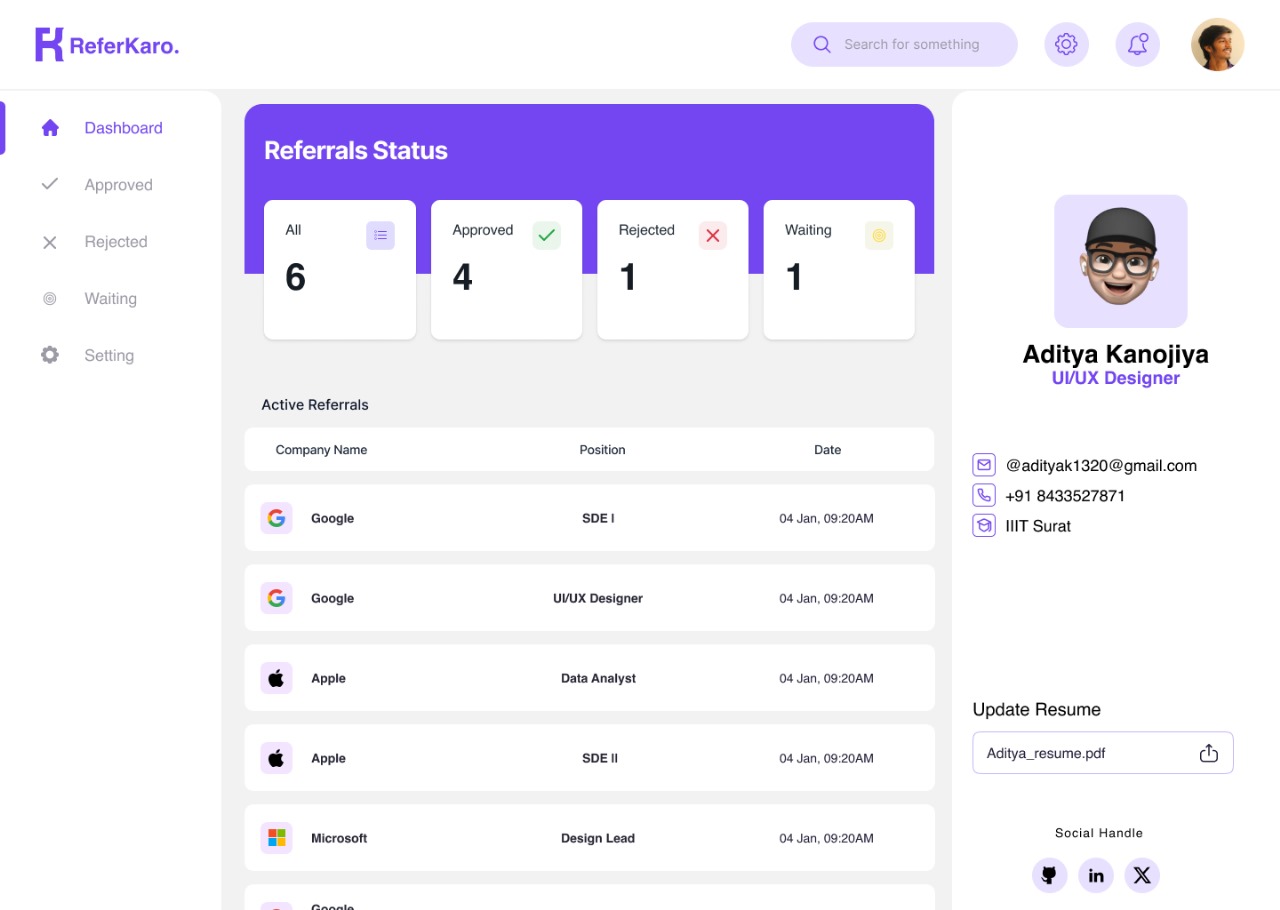 ReferKaro.
Search for something
Dashboard
Approved
Rejected
Waiting
Setting
Referrals Status
All
6
Approved
4
Rejected
1
Waiting
1
Active Referrals
Company Name Position Date
Google SDE I 04 Jan, 09:20AM
Google UI/UX Designer 04 Jan, 09:20AM
Apple Data Analyst 04 Jan, 09:20AM
Apple SDE II 04 Jan, 09:20AM
Microsoft Design Lead 04 Jan, 09:20AM
Google
Aditya Kanojiya
UI/UX Designer
@adityak1320@gmail.com
+91 8433527871
IIIT Surat
Update Resume
Aditya_resume.pdf
Social Handle